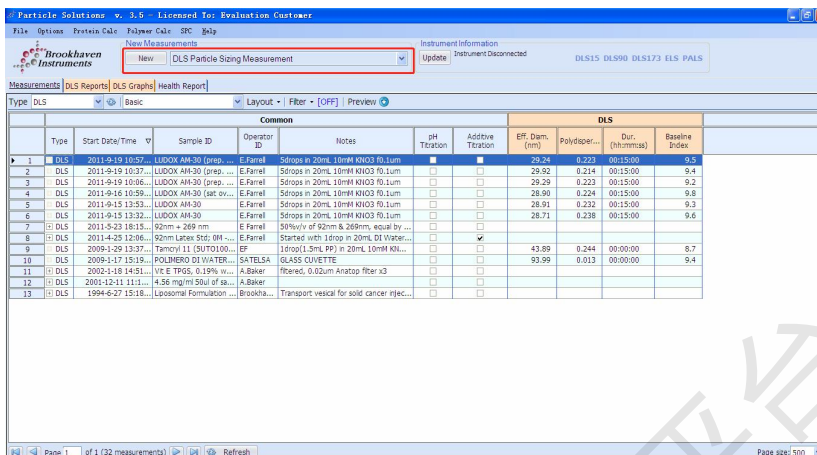 Particle Solutions v. 3.5 - Licensed To: Evaluation Customer
File Options Protein Calc Polymer Calc SPC Help
New Measurements Instrument Information
Brookhaven Instruments New DLS Particle Sizing Measurement Update Instrument Disconnected DLS15 DLS90 DLS173 ELS PALS
Measurements DLS Reports DLS Graphs Health Report
Type DLS Basic Layout Filter - [OFF] Preview
Common DLS
Type Start Date/Time Sample ID Operator ID Notes pH Titration Additive Titration Eff. Diam. (nm) Polydisper... Dur. (hh:mm:ss) Baseline Index
1 DLS 2011-9-19 10:57... LUDOX AM-30 (prep. ... E.Farrell 5drops in 20mL 10mM KNO3 f0.1um 29.24 0.223 00:15:00 9.5
2 DLS 2011-9-19 10:37... LUDOX AM-30 (prep. ... E.Farrell 5drops in 20mL 10mM KNO3 f0.1um 29.92 0.214 00:15:00 9.4
3 DLS 2011-9-19 10:06... LUDOX AM-30 (prep. ... E.Farrell 5drops in 20mL 10mM KNO3 f0.1um 29.29 0.223 00:15:00 9.2
4 DLS 2011-9-16 10:59... LUDOX AM-30 (sat ov... E.Farrell 5drops in 20mL 10mM KNO3 f0.1um 28.90 0.224 00:15:00 9.8
5 DLS 2011-9-15 13:53... LUDOX AM-30 E.Farrell 5drops in 20mL 10mM KNO3 f0.1um 28.91 0.232 00:15:00 9.3
6 DLS 2011-9-15 13:32... LUDOX AM-30 E.Farrell 5drops in 20mL 10mM KNO3 f0.1um 28.71 0.238 00:15:00 9.6
7 DLS 2011-5-23 18:15... 92nm + 269 nm E.Farrell 50%v/v of 92nm & 269nm, equal by ...
8 DLS 2011-4-25 12:06... 92nm Latex Std; 0M -... E.Farrell Started with 1drop in 20mL DI Water...
9 DLS 2009-1-29 13:37... Tamcryl 11 (SUTO100... EF 1drop(1.5mL PP) in 20mL 10mM KN... 43.89 0.244 00:00:00 8.7
10 DLS 2009-1-17 15:19... POLIMERO DI WATER... SATELSA GLASS CUVETTE 93.99 0.013 00:00:00 9.4
11 DLS 2002-1-18 14:51... Vit E TPGS, 0.19% w... A.Baker filtered, 0.02um Anatop filter x3
12 DLS 2001-12-11 11:1... 4.56 mg/ml 50ul of sa... A.Baker
13 DLS 1994-6-27 15:18... Liposomal Formulation ... Brookha... Transport vesical for solid cancer injec...
Page 1 of 1 (32 measurements) Refresh Page size: 500
平台